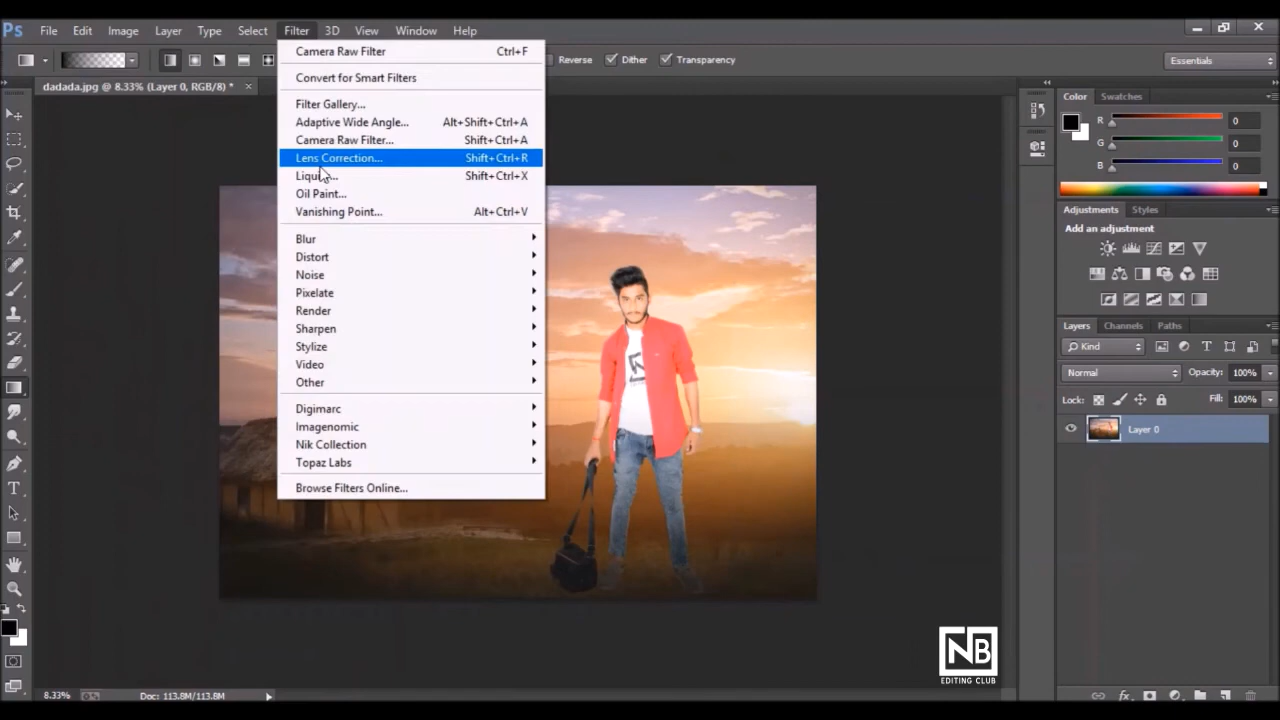 Ps File Edit Image Layer Type Select Filter 3D View Window Help
Reverse Dither Transparency Essentials
dadada.jpg @ 8.33% (Layer 0, RGB/8) * ×
Camera Raw Filter Ctrl+F
Convert for Smart Filters
Filter Gallery...
Adaptive Wide Angle... Alt+Shift+Ctrl+A
Camera Raw Filter... Shift+Ctrl+A
Lens Correction... Shift+Ctrl+R
Shift+Ctrl+X
Oil Paint...
Vanishing Point... Alt+Ctrl+V
Blur
Distort
Noise
Pixelate
Render
Sharpen
Stylize
Video
Other
Digimarc
Imagenomic
Nik Collection
Topaz Labs
Browse Filters Online...
Color Swatches
R 0
G 0
B 0
Adjustments Styles
Add an adjustment
Layers Channels Paths
Kind
Normal Opacity: 100%
Lock: Fill: 100%
Layer 0
8.33% Doc: 113.8M/113.8M
NB
EDITING CLUB